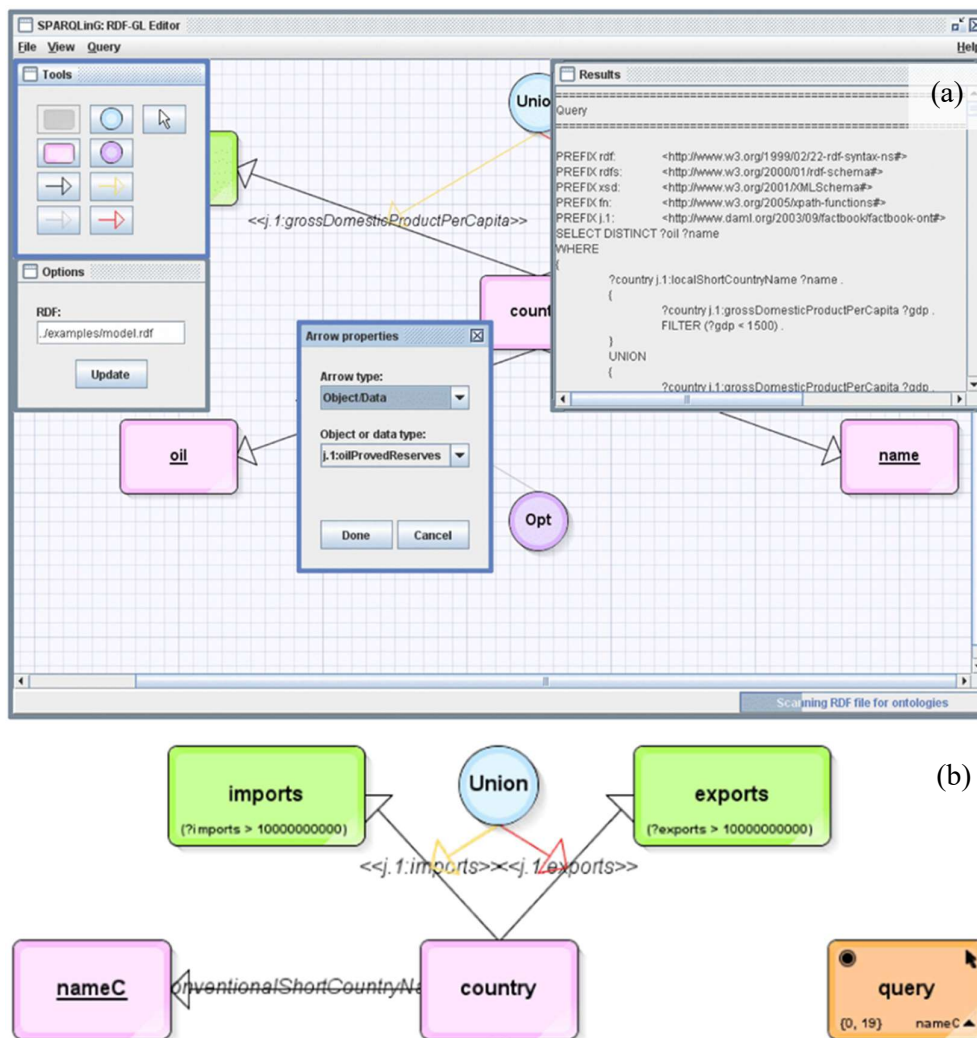 SPARQLinG: RDF-GL Editor
File View Query Help
Tools
Results
(a)
Query
PREFIX rdf: <http://www.w3.org/1999/02/22-rdf-syntax-ns#>
PREFIX rdfs: <http://www.w3.org/2000/01/rdf-schema#>
PREFIX xsd: <http://www.w3.org/2001/XMLSchema#>
PREFIX fn: <http://www.w3.org/2005/xpath-functions#>
PREFIX j.1: <http://www.daml.org/2003/09/factbook/factbook-ont#>
SELECT DISTINCT ?oil ?name
WHERE
{
?country j.1:localShortCountryName ?name .
{
?country j.1:grossDomesticProductPerCapita ?gdp .
FILTER (?gdp < 1500) .
}
UNION
{
?country j.1:grossDomesticProductPerCapita ?gdp .
Unio
<<j.1:grossDomesticProductPerCapita>>
Options
RDF:
../examples/model.rdf
Update
count
Arrow properties
Arrow type:
Object/Data
Object or data type:
j.1:oilProvedReserves
Done Cancel
oil
name
Opt
Scanning RDF file for ontologies
(b)
imports
(?imports > 10000000000)
Union
exports
(?exports > 10000000000)
<<j.1:imports>>
<<j.1:exports>>
nameC
onventionalShortCountryNa
country
query
{0, 19} nameC